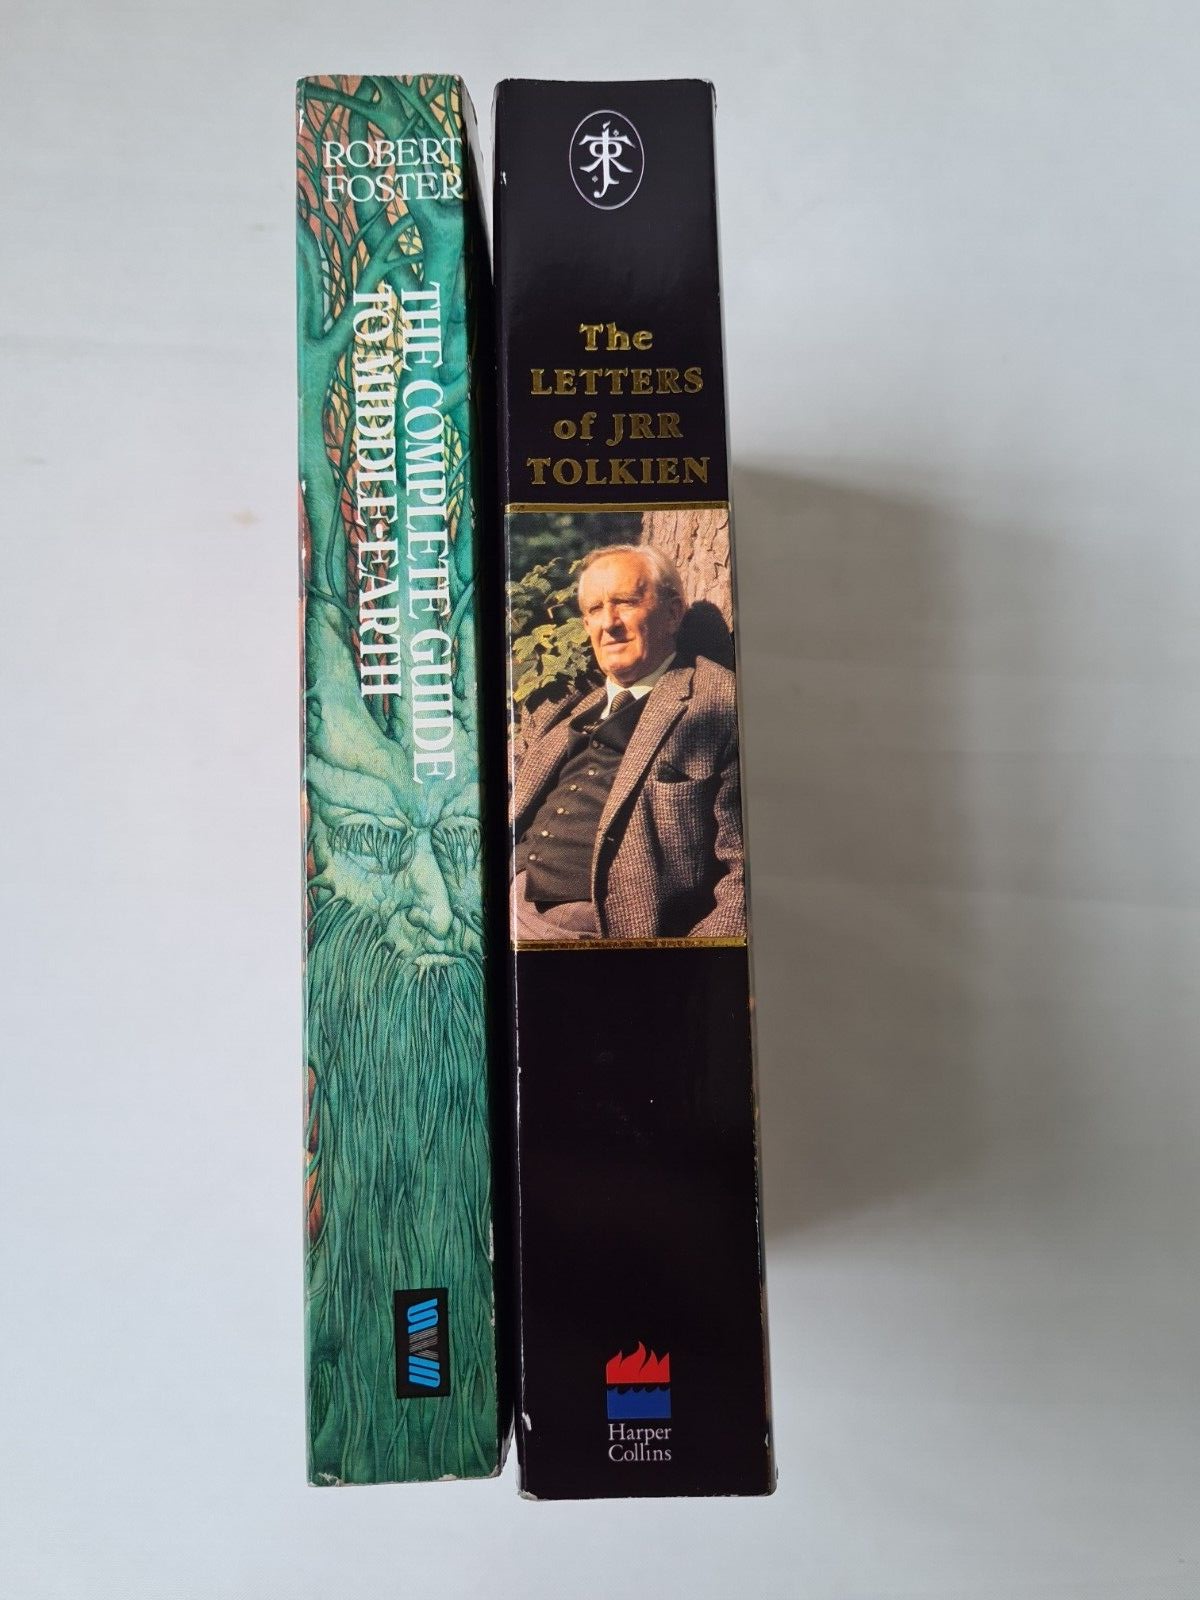 ROBERT
FOSTER
THE COMPLETE GUIDE
TO MIDDLE-EARTH
The
LETTERS
of JRR
TOLKIEN
Harper
Collins